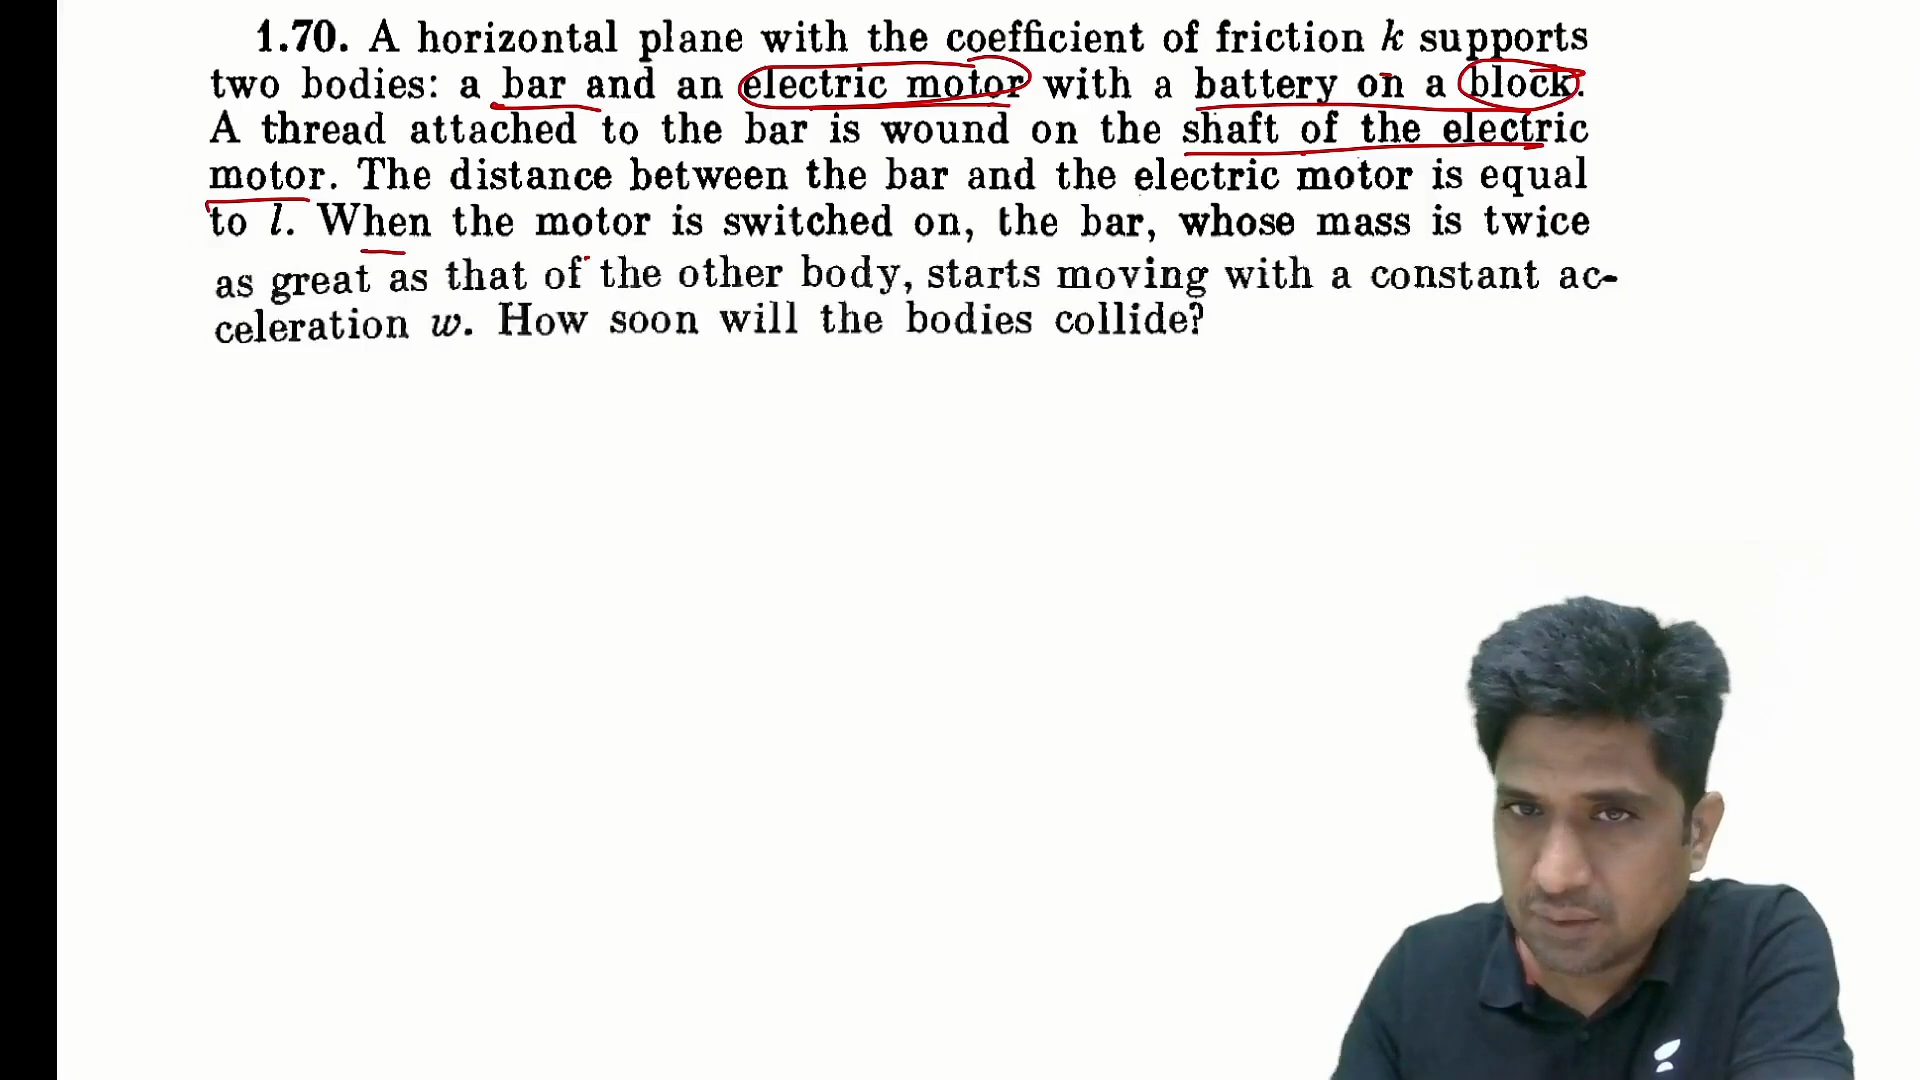 1.70. A horizontal plane with the coefficient of friction k supports
two bodies: a bar and an electric motor with a battery on a block.
A thread attached to the bar is wound on the shaft of the electric
motor. The distance between the bar and the electric motor is equal
to l. When the motor is switched on, the bar, whose mass is twice
as great as that of the other body, starts moving with a constant ac-
celeration w. How soon will the bodies collide?